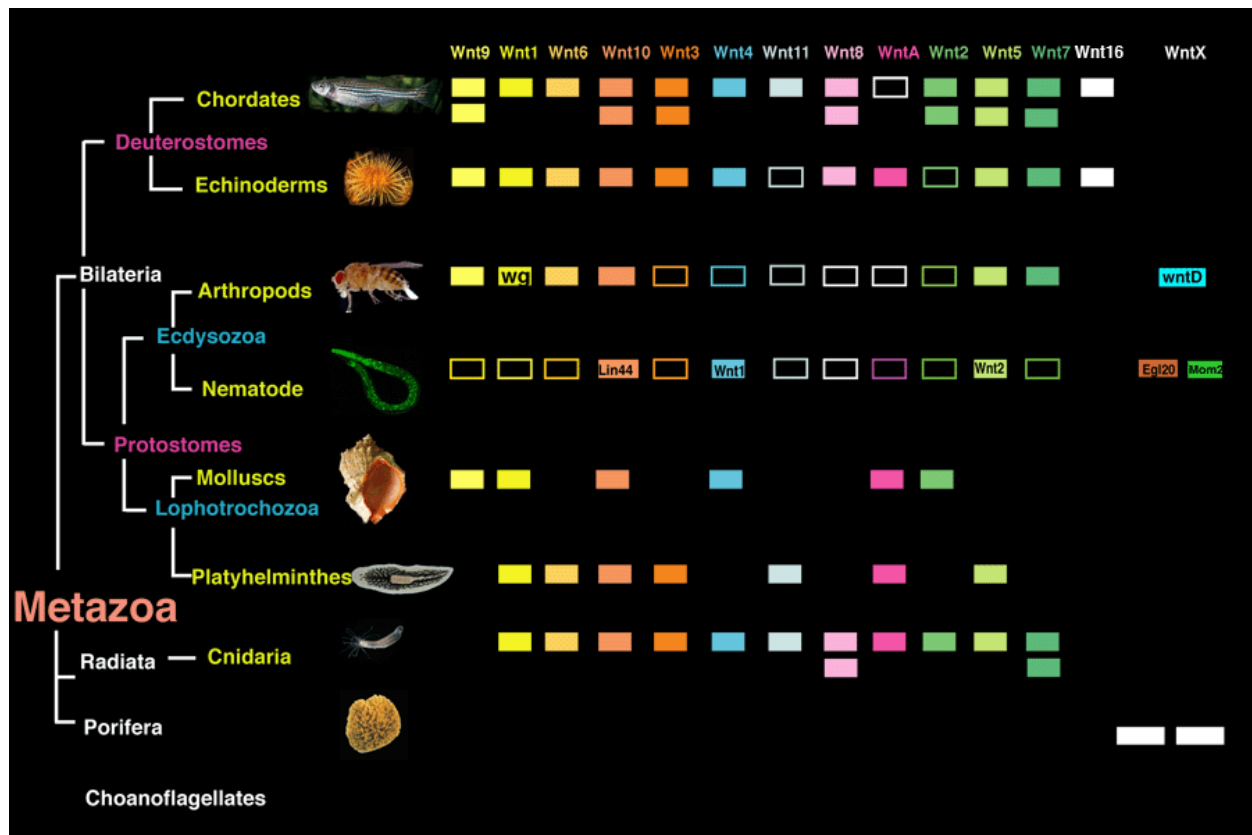 Wnt9 Wnt1 Wnt6 Wnt10 Wnt3 Wnt4 Wnt11 Wnt8 WntA Wnt2 Wnt5 Wnt7 Wnt16 WntX
Chordates
Deuterostomes
Echinderms
Bilateria
Arthropods wg wntD
Ecdysozoa
Nematode Lin44 Wnt1 Wnt2 Egl20 Mom2
Protostomes
Molluscs
Lophotrochozoa
Platyhelminthes
Metazoa
Radiata Cnidaria
Porifera
Choanoflagellates